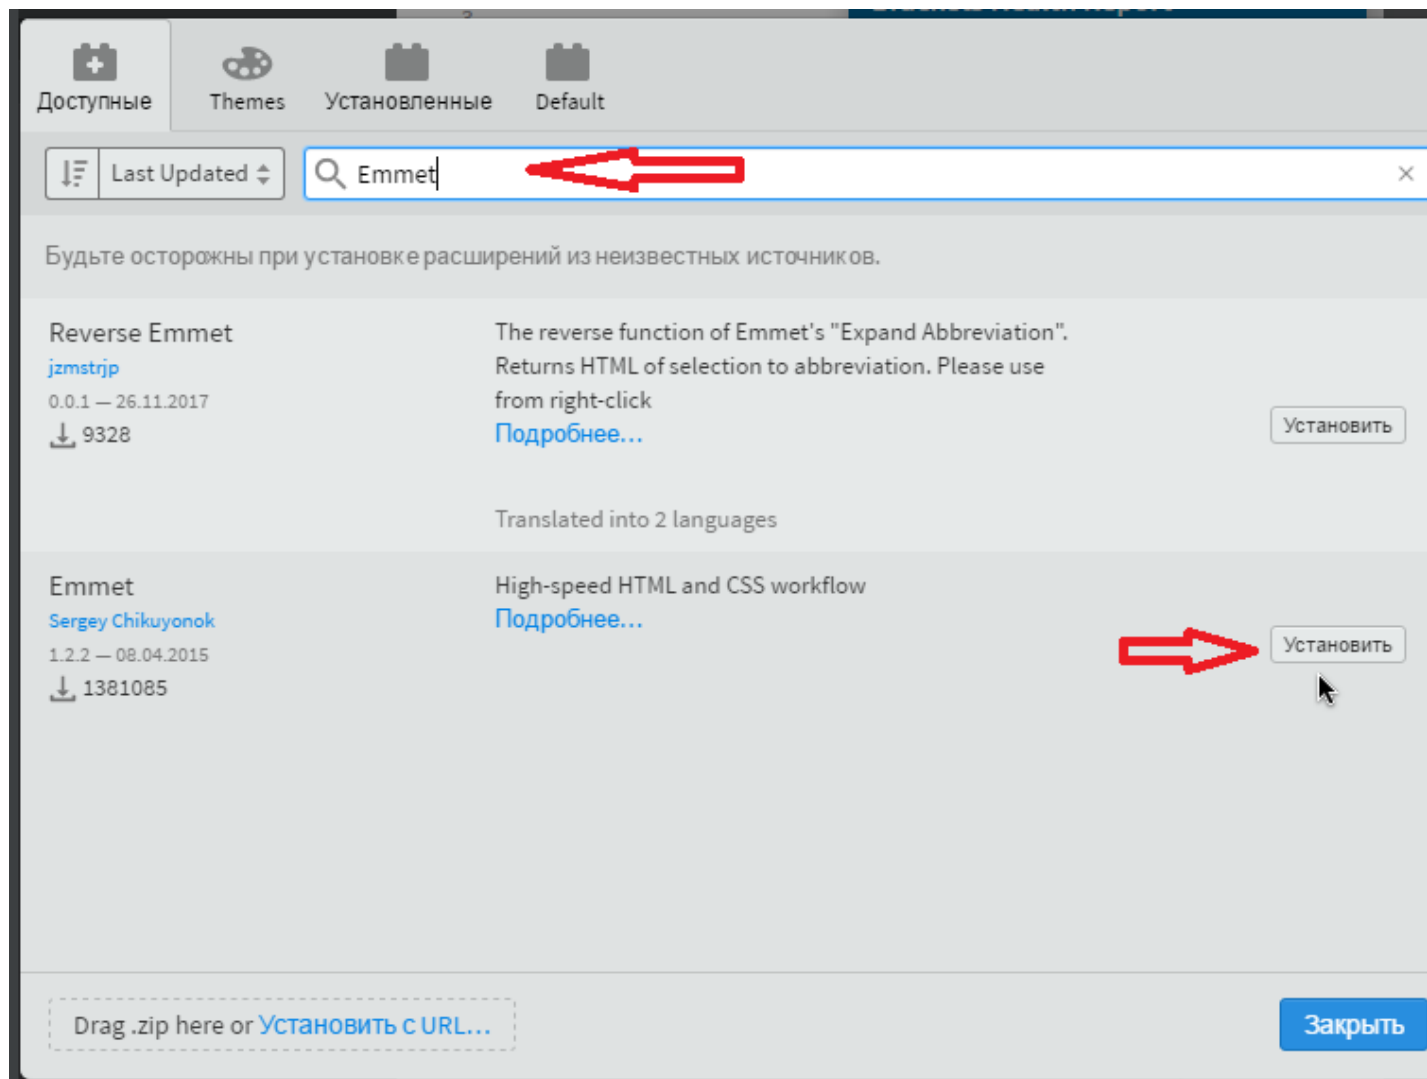 Доступные
Themes
Установленные
Default
Last Updated
Emmet
Будьте осторожны при установке расширений из неизвестных источников.
Reverse Emmet
jzmstrjp
0.0.1 — 26.11.2017
9328
The reverse function of Emmet's "Expand Abbreviation".
Returns HTML of selection to abbreviation. Please use
from right-click
Подробнее...
Translated into 2 languages
Установить
Emmet
Sergey Chikuyonok
1.2.2 — 08.04.2015
1381085
High-speed HTML and CSS workflow
Подробнее...
Установить
Drag .zip here or Установить с URL...
Закрыть